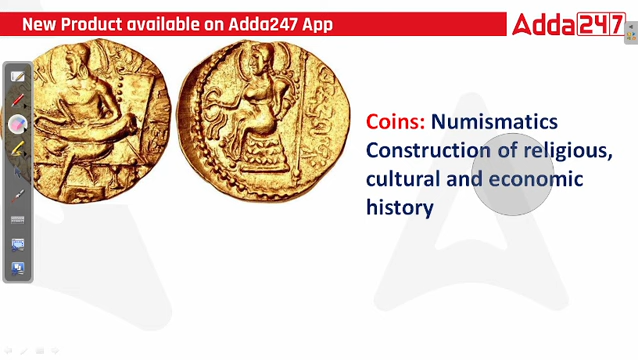 New Product available on Adda247 App
Adda247
Coins: Numismatics
Construction of religious,
cultural and economic
history